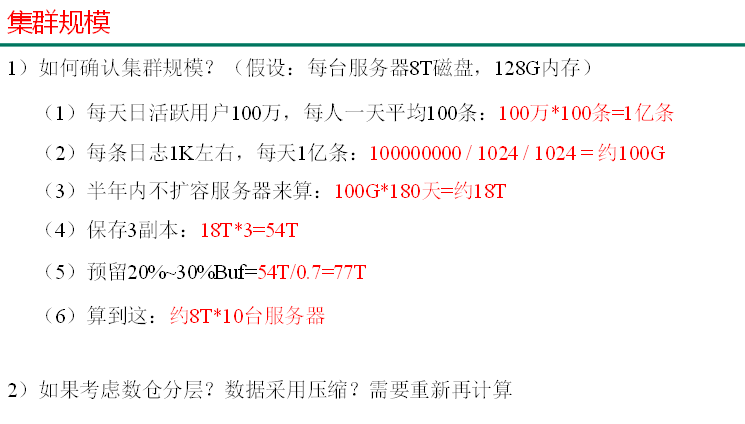 集群规模
1）如何确认集群规模？（假设：每台服务器8T磁盘，128G内存）
（1）每天日活跃用户100万，每人一天平均100条：100万*100条=1亿条
（2）每条日志1K左右，每天1亿条：100000000 / 1024 / 1024 = 约100G
（3）半年内不扩容服务器来算：100G*180天=约18T
（4）保存3副本：18T*3=54T
（5）预留20%~30%Buf=54T/0.7=77T
（6）算到这：约8T*10台服务器
2）如果考虑数仓分层？数据采用压缩？需要重新再计算